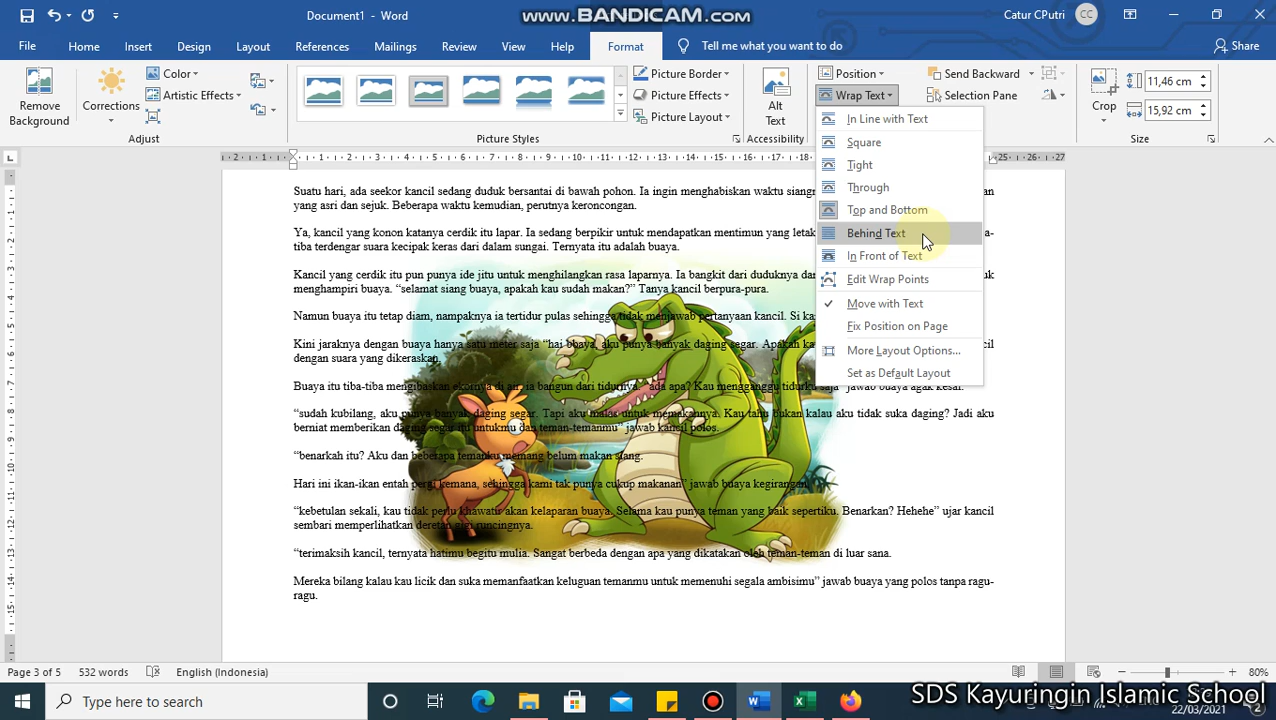 www.BANDICAM.com
Document1 - Word
Catur CPutri
CC
File Home Insert Design Layout References Mailings Review View Help Format Tell me what you want to do Share
Remove Background
Corrections
Color
Artistic Effects
Adjust
Picture Border
Picture Effects
Picture Layout
Picture Styles
Alt Text
Accessibility
Position
Wrap Text
Send Backward
Selection Pane
Crop
11,46 cm
15,92 cm
Size
In Line with Text
Square
Tight
Through
Top and Bottom
Behind Text
In Front of Text
Edit Wrap Points
Move with Text
Fix Position on Page
More Layout Options...
Set as Default Layout
Suatu hari, ada seekor kancil sedang duduk bersantai di bawah pohon. Ia ingin menghabiskan waktu
yang asri dan sejuk. Beberapa waktu kemudian, perutnya keroncongan.
Ya, kancil yang konon katanya cerdik itu lapar. Ia sedang berpikir untuk mendapatkan mentimun yang
tiba terdengar suara kecipak keras dari dalam sungai. Ternyata itu adalah buaya.
Kancil yang cerdik itu pun punya ide jitu untuk menghilangkan rasa laparnya. Ia bangkit dari duduknya
menghampiri buaya. “selamat siang buaya, apakah kau sudah makan?” Tanya kancil berpura-pura.
Namun buaya itu tetap diam, nampaknya ia tertidur pulas sehingga tidak menjawab pertanyaan kancil. Si
Kini jaraknya dengan buaya hanya satu meter saja “hai buaya, aku punya banyak daging segar. Apakah
dengan suara yang dikeraskan.
Buaya itu tiba-tiba mengibaskan ekornya di air, ia bangun dari tidurnya. “ada apa? Kau mengganggu tidurku saja” jawab buaya agak kesal.
“sudah kubilang, aku punya banyak daging segar. Tapi aku malas untuk memakannya. Kau tahu bukan kalau aku tidak suka daging? Jadi aku
berniat memberikan daging segar itu untukmu dan teman-temanmu” jawab kancil polos.
“benarkah itu? Aku dan beberapa temanku memang belum makan siang.
Hari ini ikan-ikan entah pergi kemana, sehingga kami tak punya cukup makanan” jawab buaya kegirangan.
“kebetulan sekali, kau tidak perlu khawatir akan kelaparan buaya. Selama kau punya teman yang baik sepertiku. Benarkan? Hehehe” ujar kancil
sembari memperlihatkan deretan gigi runcingnya.
“terimaksih kancil, ternyata hatimu begitu mulia. Sangat berbeda dengan apa yang dikatakan oleh teman-teman di luar sana.
Mereka bilang kalau kau licik dan suka memanfaatkan keluguan temanmu untuk memenuhi segala ambisimu” jawab buaya yang polos tanpa ragu-
ragu.
Page 3 of 5 532 words English (Indonesia) 80%
Type here to search
SDS Kayuringin Islamic School
22/03/2021